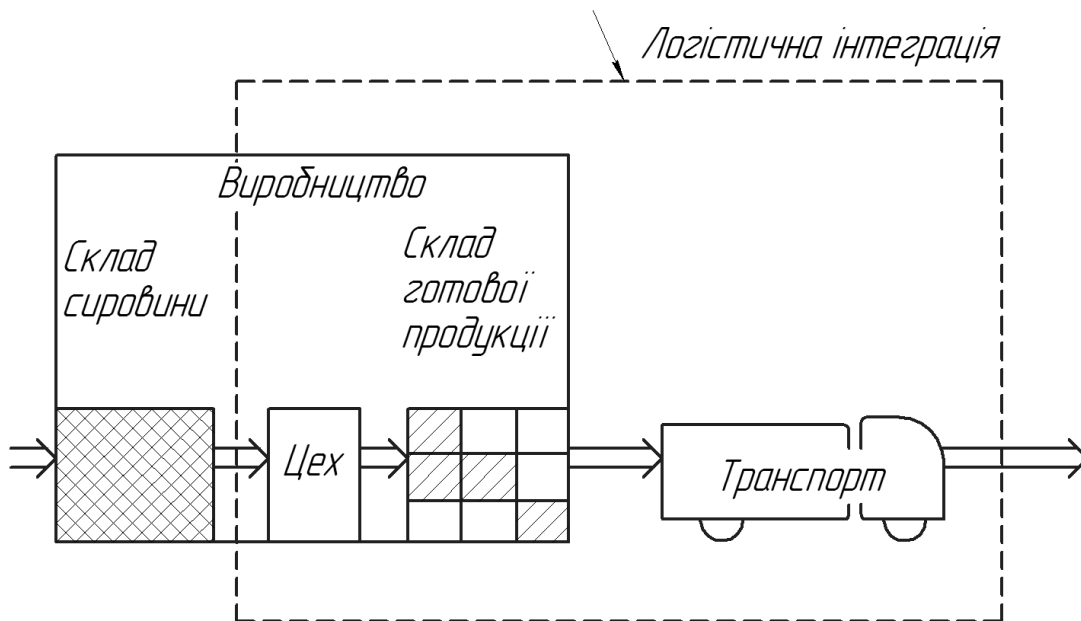 Логістична інтеграція
Виробництво
Склад
сировини
Склад
готової
продукції
Цех
Транспорт